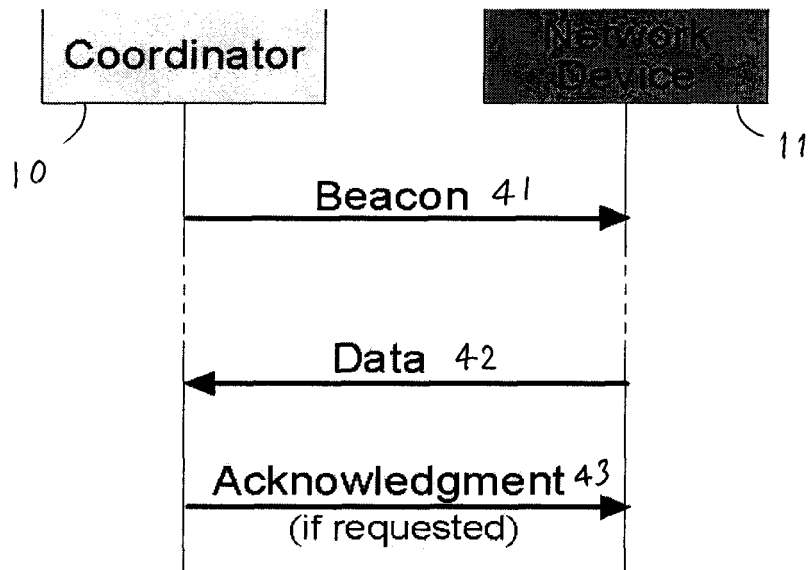 Coordinator
Network
Device
10
11
Beacon 41
Data 42
Acknowledgment 43
(if requested)